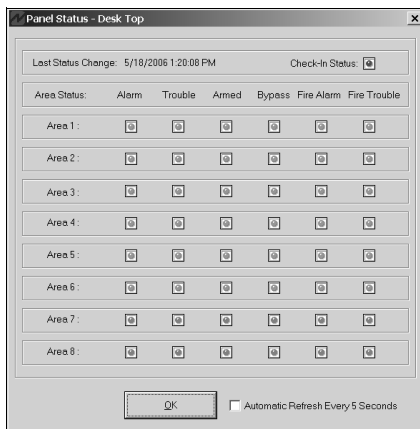 Panel Status - Desk Top
Last Status Change: 5/18/2006 1:20:08 PM Check-In Status:
Area Status: Alarm Trouble Armed Bypass Fire Alarm Fire Trouble
Area 1 :
Area 2 :
Area 3 :
Area 4 :
Area 5 :
Area 6 :
Area 7 :
Area 8 :
OK Automatic Refresh Every 5 Seconds